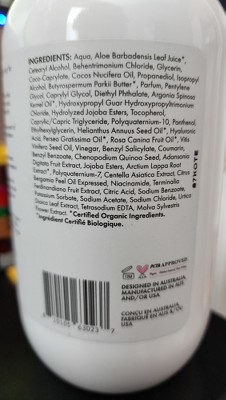 INGREDIENTS: Aqua, Aloe Barbadensis Leaf Juice*,
Cetearyl Alcohol, Behentrimonium Chloride, Glycerin,
Coco-Caprylate, Cocos Nucifera Oil, Propanediol, Isopropyl
Alcohol, Butyrospermum Parkii Butter*, Parfum, Pentylene
Glycol, Caprylyl Glycol, Diethyl Phthalate, Argania Spinosa
Kernel Oil*, Hydroxypropyl Guar Hydroxypropyltrimonium
Chloride, Hydrolyzed Jojoba Esters, Tocopherol,
Caprylic/Capric Triglyceride, Polyquaternium-10, Panthenol,
Ethylhexylglycerin, Helianthus Annuus Seed Oil*, Hyaluronic
Acid, Persea Gratissima Oil*, Rosa Canina Fruit Oil*, Vitis
Vinifera Seed Oil, Vinegar, Benzyl Salicylate, Coumarin,
Benzyl Benzoate, Chenopodium Quinoa Seed, Adansonia
Digitata Fruit Extract, Jojoba Esters, Arctium Lappa Root
Extract*, Polyquaternium-7, Centella Asiatica Extract, Citrus
Bergamia Peel Oil Expressed, Niacinamide, Terminalia
Ferdinandiana Fruit Extract, Citric Acid, Sodium Benzoate,
Potassium Sorbate, Sodium Acetate, Sodium Chloride, Urtica
Dioica Leaf Extract, Tetrasodium EDTA, Malva Sylvestris
Flower Extract. *Certified Organic Ingredients.
*Ingrédient Certifié Biologique.
12M
PETA-APPROVED
DESIGNED IN AUSTRALIA,
MANUFACTURED IN AUS
AND/OR USA
CONÇU EN AUSTRALIE,
FABRIQUÉ EN AUS &/OU
USA